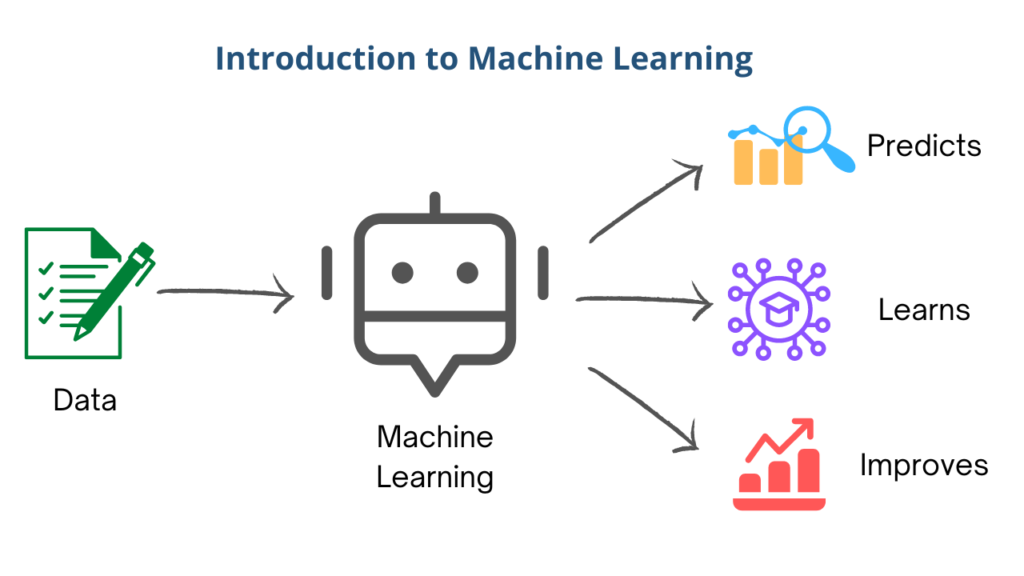 Introduction to Machine Learning
Predicts
Data
Machine
Learning
Learns
Improves